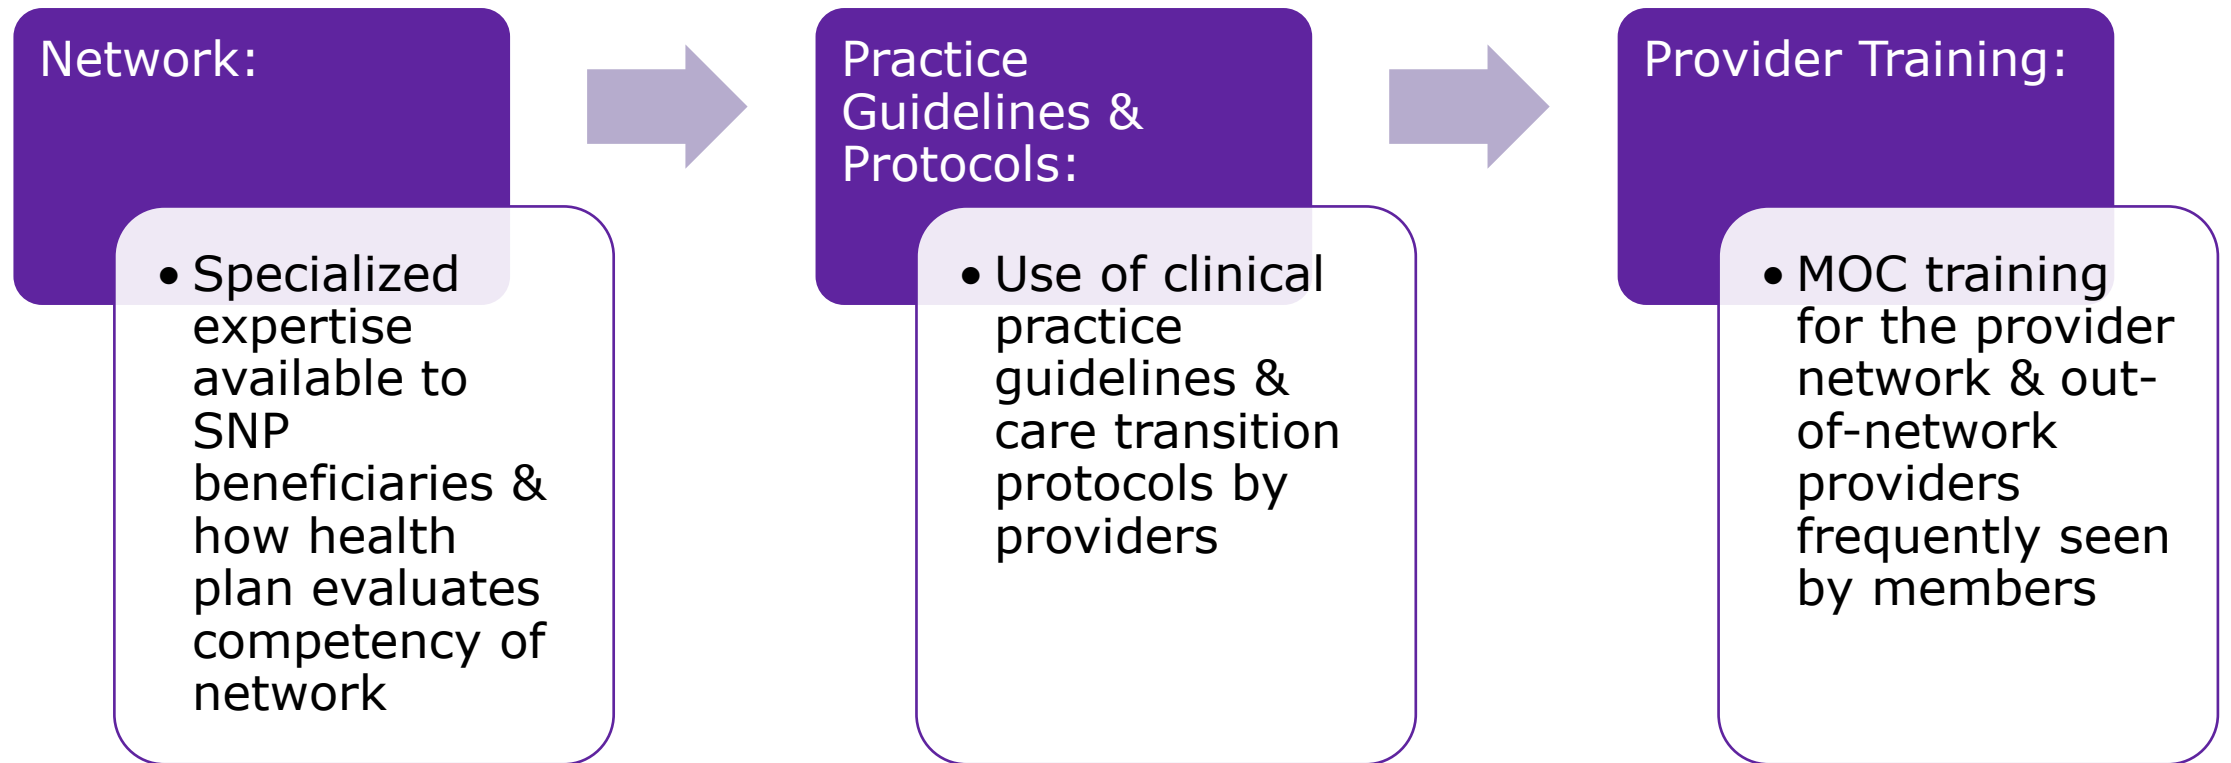 Network:
• Specialized
expertise
available to
SNP
beneficiaries &
how health
plan evaluates
competency of
network
Practice
Guidelines &
Protocols:
• Use of clinical
practice
guidelines &
care transition
protocols by
providers
Provider Training:
• MOC training
for the provider
network & out-
of-network
providers
frequently seen
by members